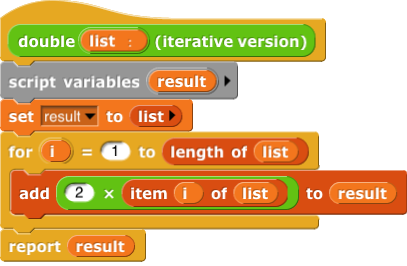 double list : (iterative version)
script variables result
set result to list
for i = 1 to length of list
add 2 × item i of list to result
report result